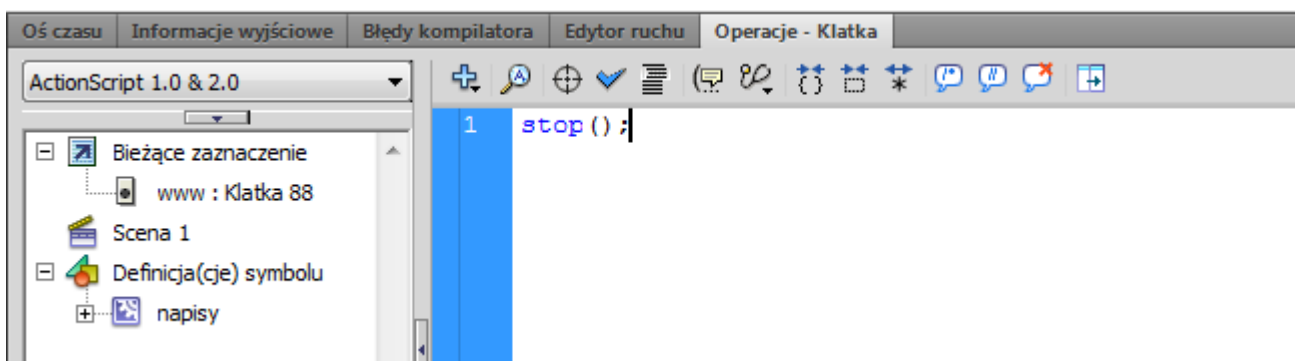 Oś czasu Informacje wyjściowe Błędy kompilatora Edytor ruchu Operacje - Klatka
ActionScript 1.0 & 2.0
1 stop();
Bieżące zaznaczenie
www : Klatka 88
Scena 1
Definicja(cje) symbolu
napisy